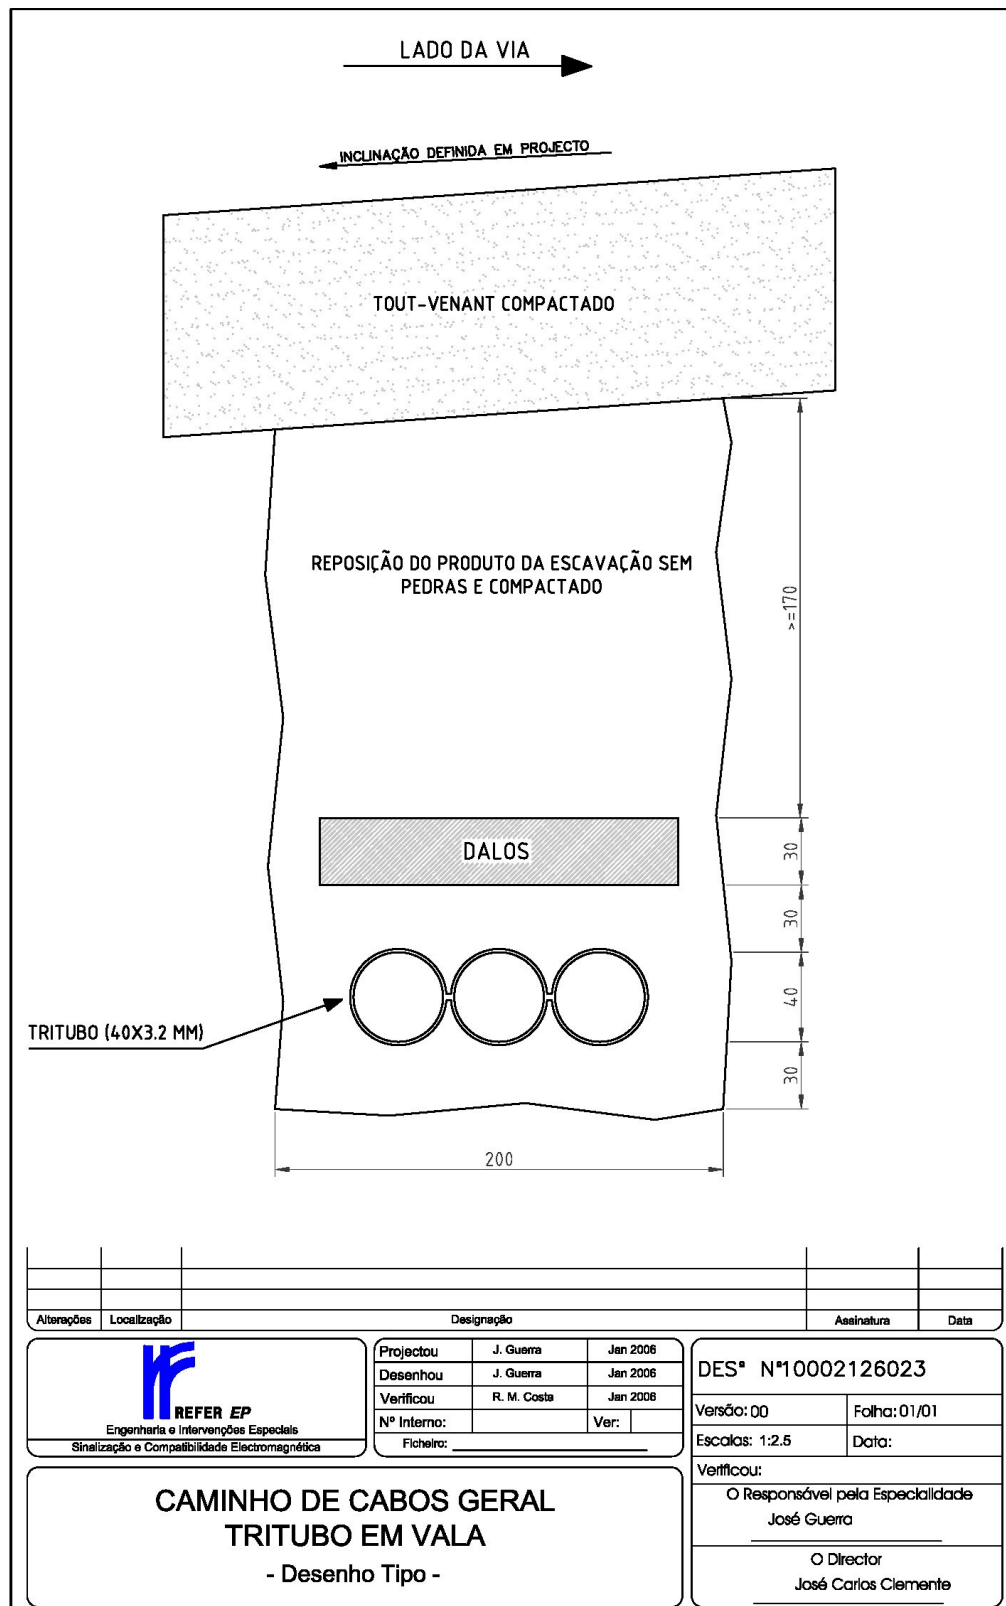 LADO DA VIA
INCLINAÇÃO DEFINIDA EM PROJECTO
TOUT-VENANT COMPACTADO
REPOSIÇÃO DO PRODUTO DA ESCAVAÇÃO SEM
PEDRAS E COMPACTADO
>=170
DALOS
30
30
40
30
TRITUBO (40X3.2 MM)
200
Alterações Localização Designação Assinatura Data
REFER EP
Engenharia e Intervenções Especiais
Sinalização e Compatibilidade Electromagnética
Projectou J. Guerra Jan 2006
Desenhou J. Guerra Jan 2006
Verificou R. M. Costa Jan 2006
Nº Interno: Ver:
Ficheiro:
DESº Nº10002126023
Versão: 00 Folha: 01/01
Escalas: 1:2.5 Data:
Verificou:
O Responsável pela Especialidade
José Guerra
O Director
José Carlos Clemente
CAMINHO DE CABOS GERAL
TRITUBO EM VALA
- Desenho Tipo -